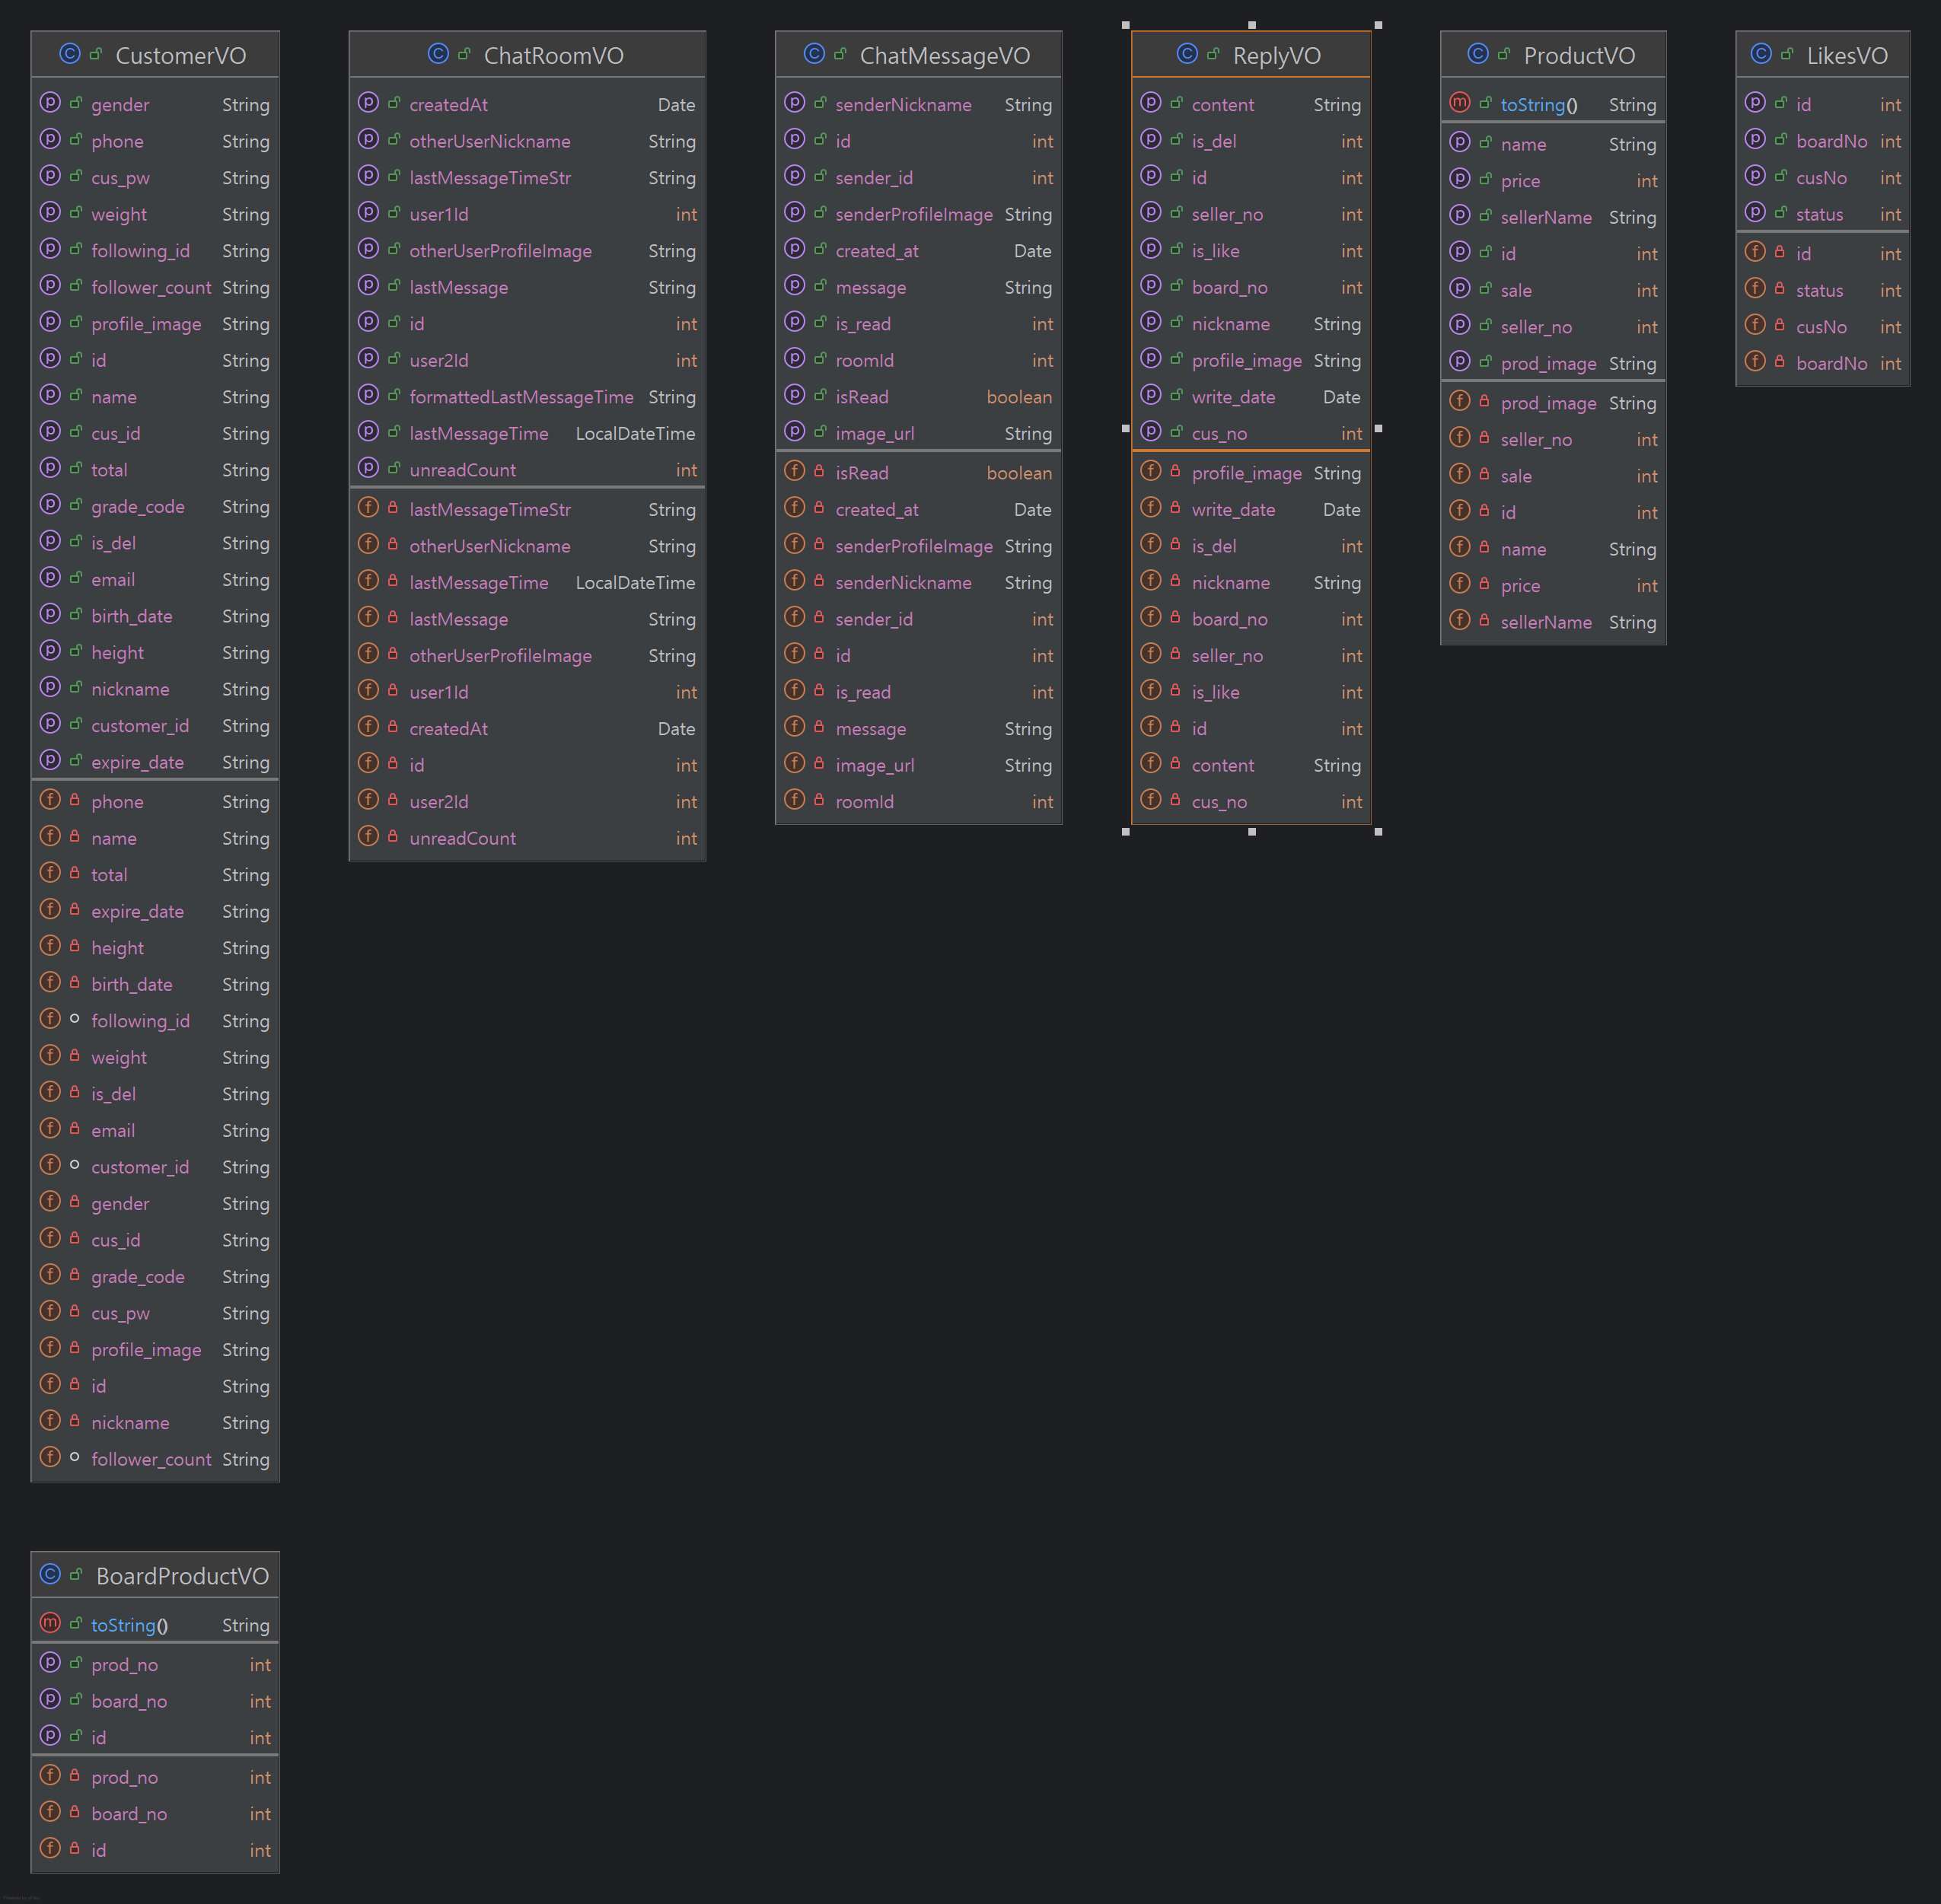 CustomerVO
gender String
phone String
cus_pw String
weight String
following_id String
follower_count String
profile_image String
id String
name String
cus_id String
total String
grade_code String
is_del String
email String
birth_date String
height String
nickname String
customer_id String
expire_date String
phone String
name String
total String
expire_date String
height String
birth_date String
following_id String
weight String
is_del String
email String
customer_id String
gender String
cus_id String
grade_code String
cus_pw String
profile_image String
id String
nickname String
follower_count String
ChatRoomVO
createdAt Date
otherUserNickname String
lastMessageTimeStr String
user1Id int
otherUserProfileImage String
lastMessage String
id int
user2Id int
formattedLastMessageTime String
lastMessageTime LocalDateTime
unreadCount int
lastMessageTimeStr String
otherUserNickname String
lastMessageTime LocalDateTime
lastMessage String
otherUserProfileImage String
user1Id int
createdAt Date
id int
user2Id int
unreadCount int
ChatMessageVO
senderNickname String
id int
sender_id int
senderProfileImage String
created_at Date
message String
is_read int
roomId int
isRead boolean
image_url String
isRead boolean
created_at Date
senderProfileImage String
senderNickname String
sender_id int
id int
is_read int
message String
image_url String
roomId int
ReplyVO
content String
is_del int
id int
seller_no int
is_like int
board_no int
nickname String
profile_image String
write_date Date
cus_no int
profile_image String
write_date Date
is_del int
nickname String
board_no int
seller_no int
is_like int
id int
content String
cus_no int
ProductVO
toString() String
name String
price int
sellerName String
id int
sale int
seller_no int
prod_image String
prod_image String
seller_no int
sale int
id int
name String
price int
sellerName String
LikesVO
id int
boardNo int
cusNo int
status int
id int
status int
cusNo int
boardNo int
BoardProductVO
toString() String
prod_no int
board_no int
id int
prod_no int
board_no int
id int